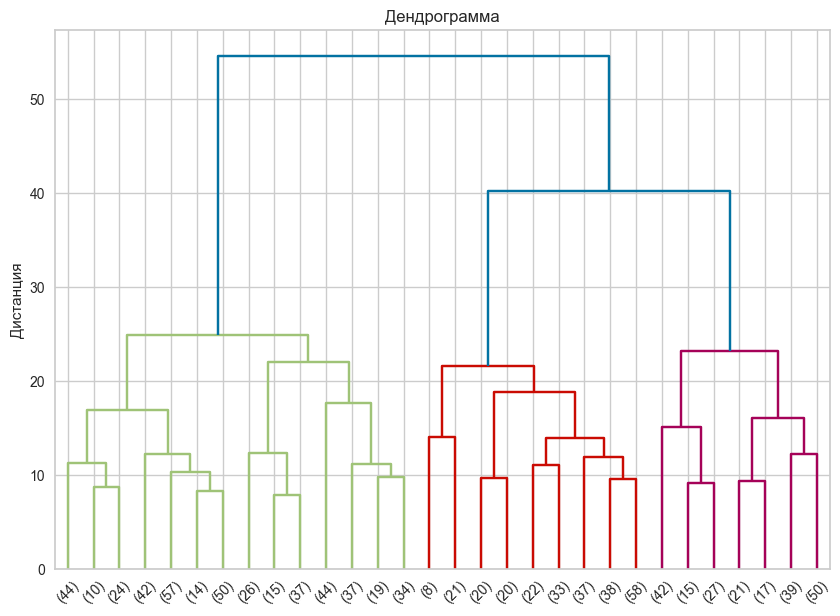 Дендрограмма
Дистанция
50
40
30
20
10
0
(44) (10) (24) (42) (57) (14) (50) (26) (15) (37) (44) (37) (19) (34) (8) (21) (20) (20) (22) (33) (37) (38) (58) (42) (15) (27) (21) (17) (39) (50)